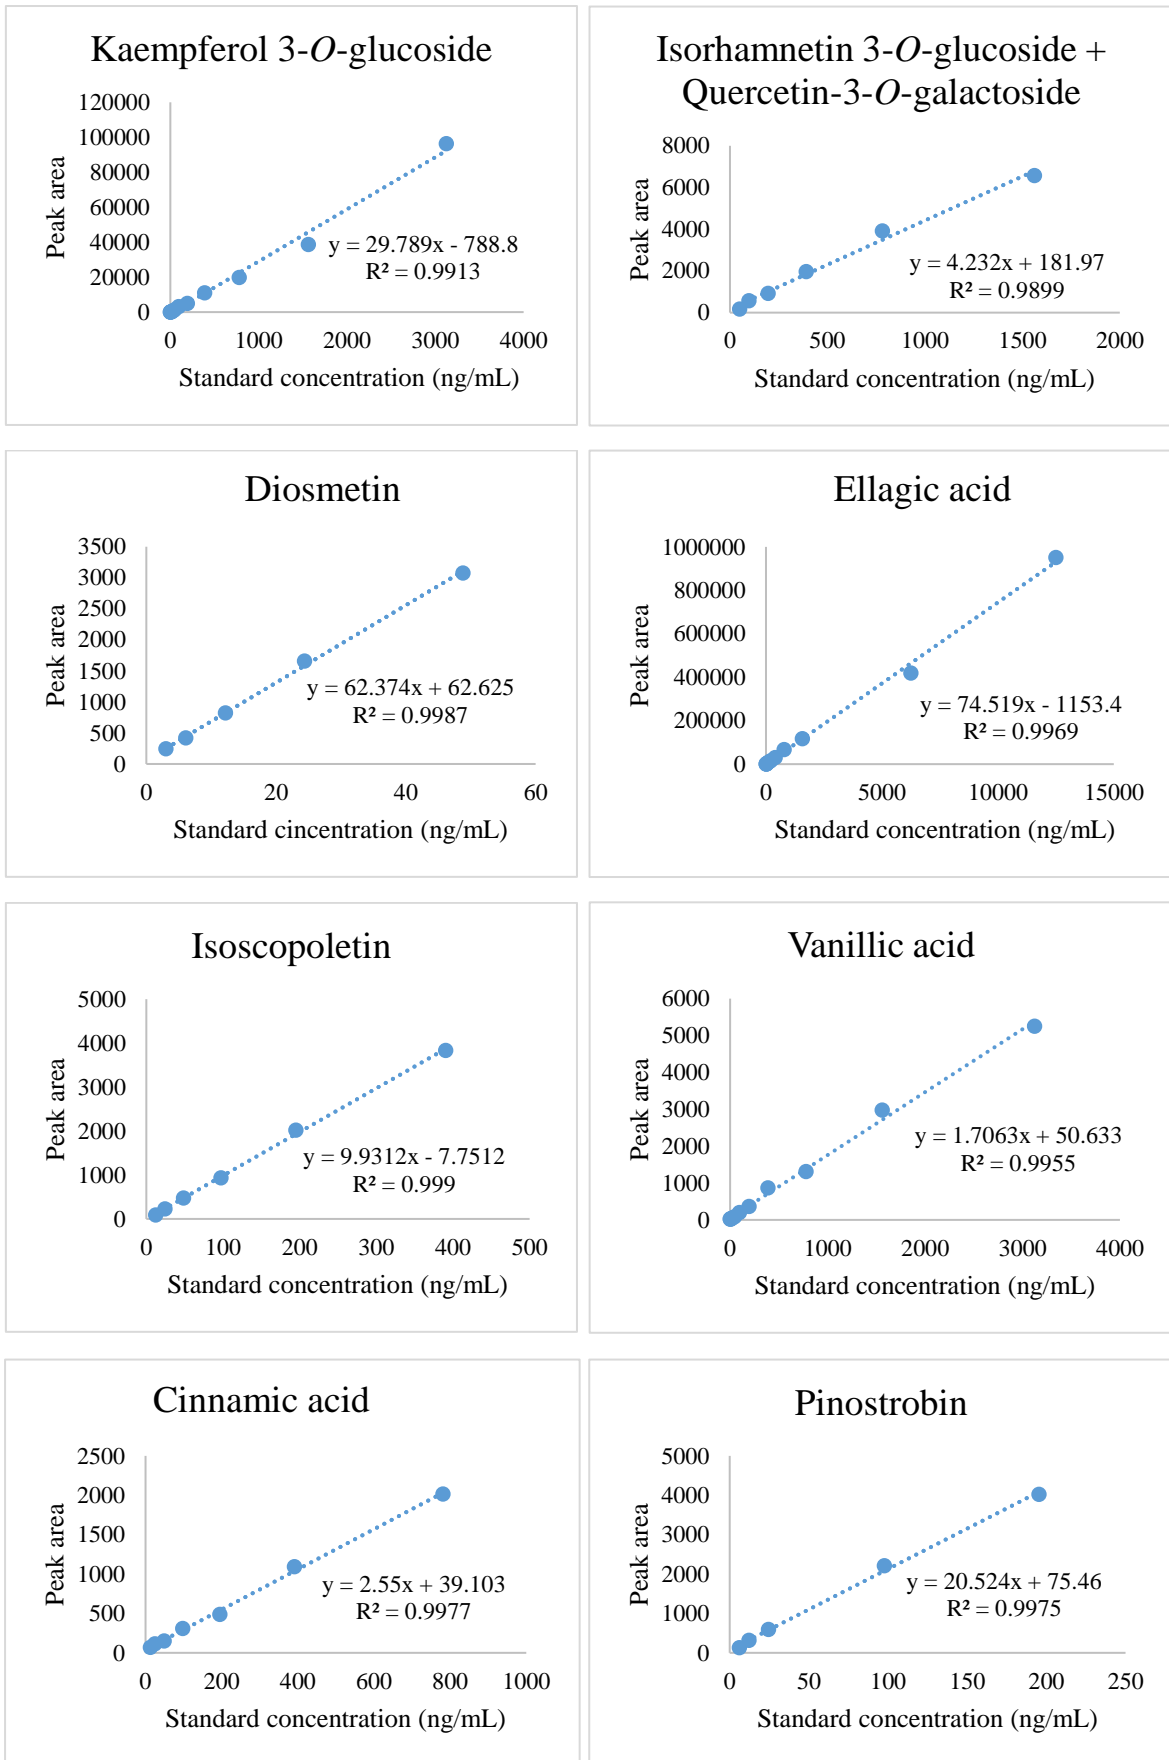 Kaempferol 3-O-glucoside
120000
100000
80000
60000
40000
20000
0
Peak area
y = 29.789x - 788.8
R² = 0.9913
0 1000 2000 3000 4000
Standard concentration (ng/mL)
Isorhamnetin 3-O-glucoside +
Quercetin-3-O-galactoside
8000
6000
4000
2000
0
Peak area
y = 4.232x + 181.97
R² = 0.9899
0 500 1000 1500 2000
Standard concentration (ng/mL)
Diosmetin
3500
3000
2500
2000
1500
1000
500
0
Peak area
y = 62.374x + 62.625
R² = 0.9987
0 20 40 60
Standard cincentration (ng/mL)
Ellagic acid
1000000
800000
600000
400000
200000
0
Peak area
y = 74.519x - 1153.4
R² = 0.9969
0 5000 10000 15000
Standard concentration (ng/mL)
Isoscopoletin
5000
4000
3000
2000
1000
0
Peak area
y = 9.9312x - 7.7512
R² = 0.999
0 100 200 300 400 500
Standard concentration (ng/mL)
Vanillic acid
6000
5000
4000
3000
2000
1000
0
Peak area
y = 1.7063x + 50.633
R² = 0.9955
0 1000 2000 3000 4000
Standard concentration (ng/mL)
Cinnamic acid
2500
2000
1500
1000
500
0
Peak area
y = 2.55x + 39.103
R² = 0.9977
0 200 400 600 800 1000
Standard concentration (ng/mL)
Pinostrobin
5000
4000
3000
2000
1000
0
Peak area
y = 20.524x + 75.46
R² = 0.9975
0 50 100 150 200 250
Standard concentration (ng/mL)